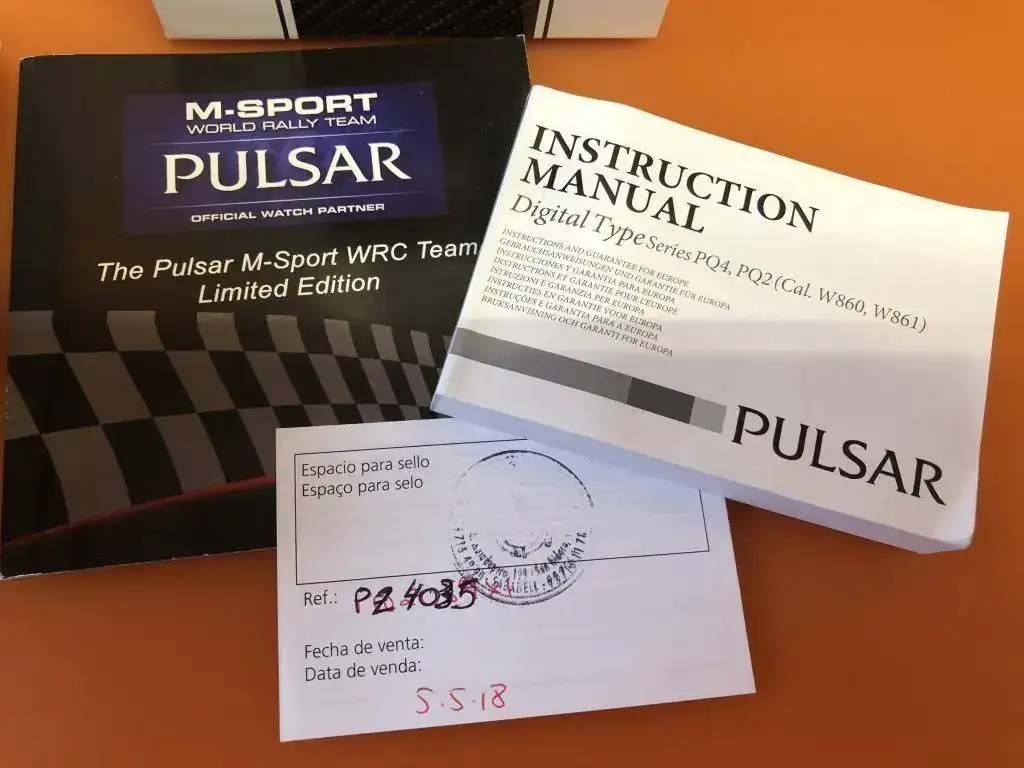 M-SPORT
WORLD RALLY TEAM
PULSAR
OFFICIAL WATCH PARTNER
The Pulsar M-Sport WRC Team
Limited Edition
INSTRUCTION
MANUAL
Digital Type Series PQ4, PQ2 (Cal. W860, W861)
INSTRUCTIONS AND GUARANTEE FOR EUROPE
GEBRAUCHSANWEISUNGEN UND GARANTIE FÜR EUROPA
INSTRUCCIONES Y GARANTIA PARA EUROPA
INSTRUCTIONS ET GARANTIE POUR L'EUROPE
ISTRUZIONI E GARANZIA PER EUROPA
INSTRUCTIES EN GARANTIE VOOR EUROPA
INSTRUÇÕES E GARANTIA PARA A EUROPA
BRUKSANVISNING OCH GARANTI FOR EUROPA
PULSAR
Espacio para sello
Espaço para selo
Ref.: P24035
Fecha de venta:
Data de venda:
5.5.18